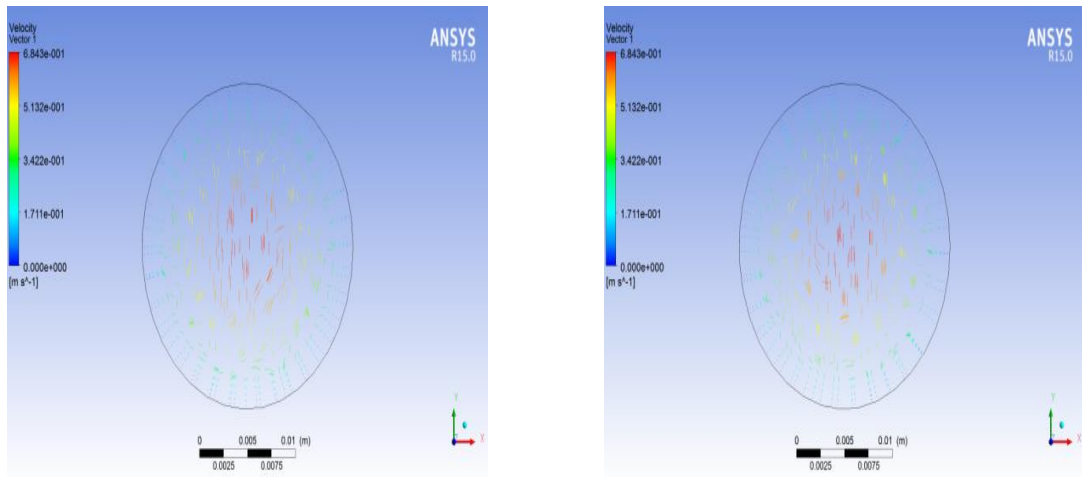 Velocity
Vector 1
6.843e-001
5.132e-001
3.422e-001
1.711e-001
0.000e+000
[m s^-1]
ANSYS
R15.0
0 0.005 0.01 (m)
0.0025 0.0075
Y
X
Velocity
Vector 1
6.843e-001
5.132e-001
3.422e-001
1.711e-001
0.000e+000
[m s^-1]
ANSYS
R15.0
0 0.005 0.01 (m)
0.0025 0.0075
Y
X